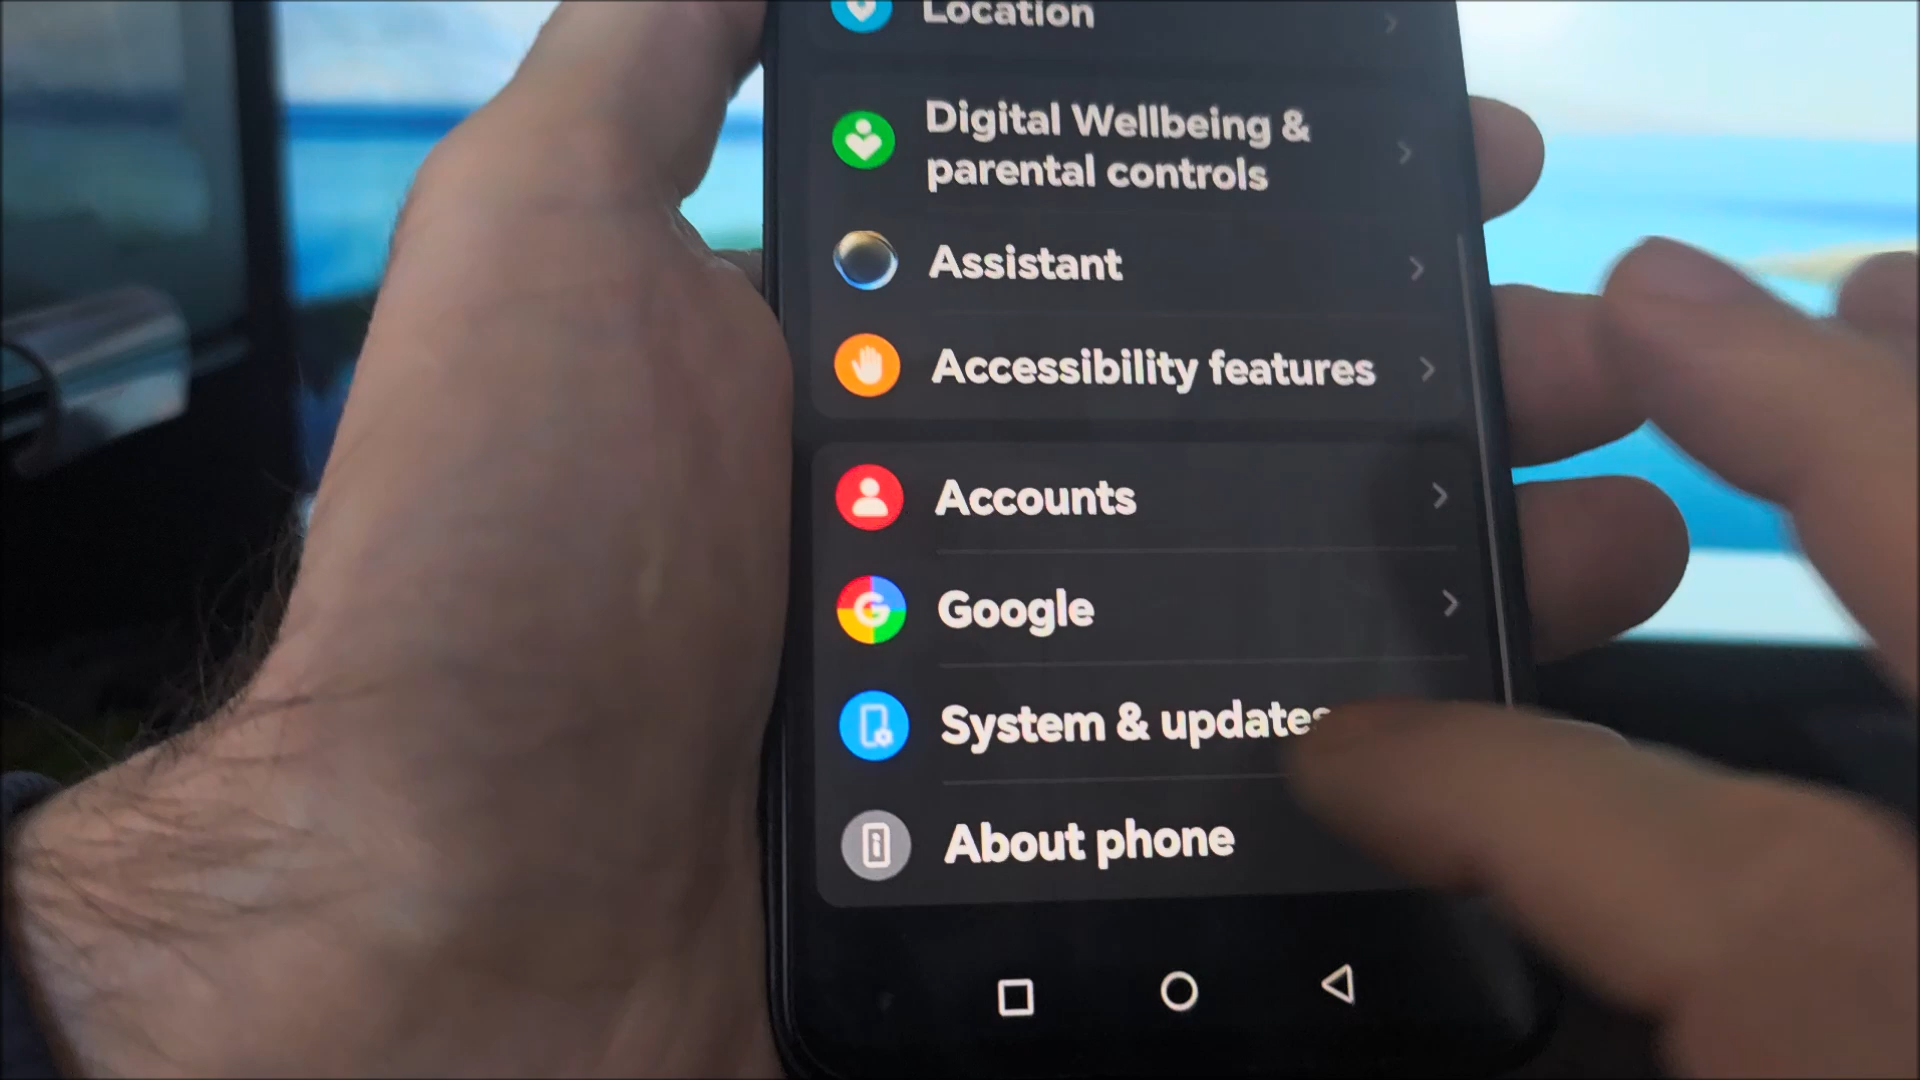 Location
Digital Wellbeing &
parental controls
Assistant
Accessibility features
Accounts
Google
System & updates
About phone